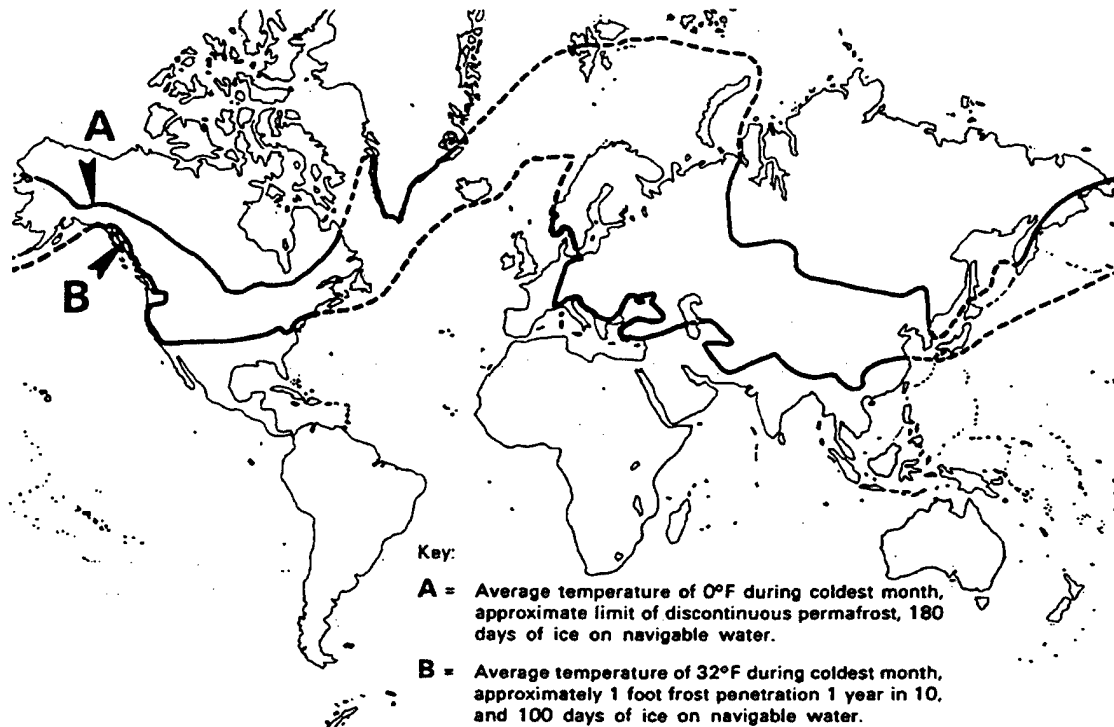 A
B
Key:
A = Average temperature of 0°F during coldest month,
approximate limit of discontinuous permafrost, 180
days of ice on navigable water.
B = Average temperature of 32°F during coldest month,
approximately 1 foot frost penetration 1 year in 10,
and 100 days of ice on navigable water.